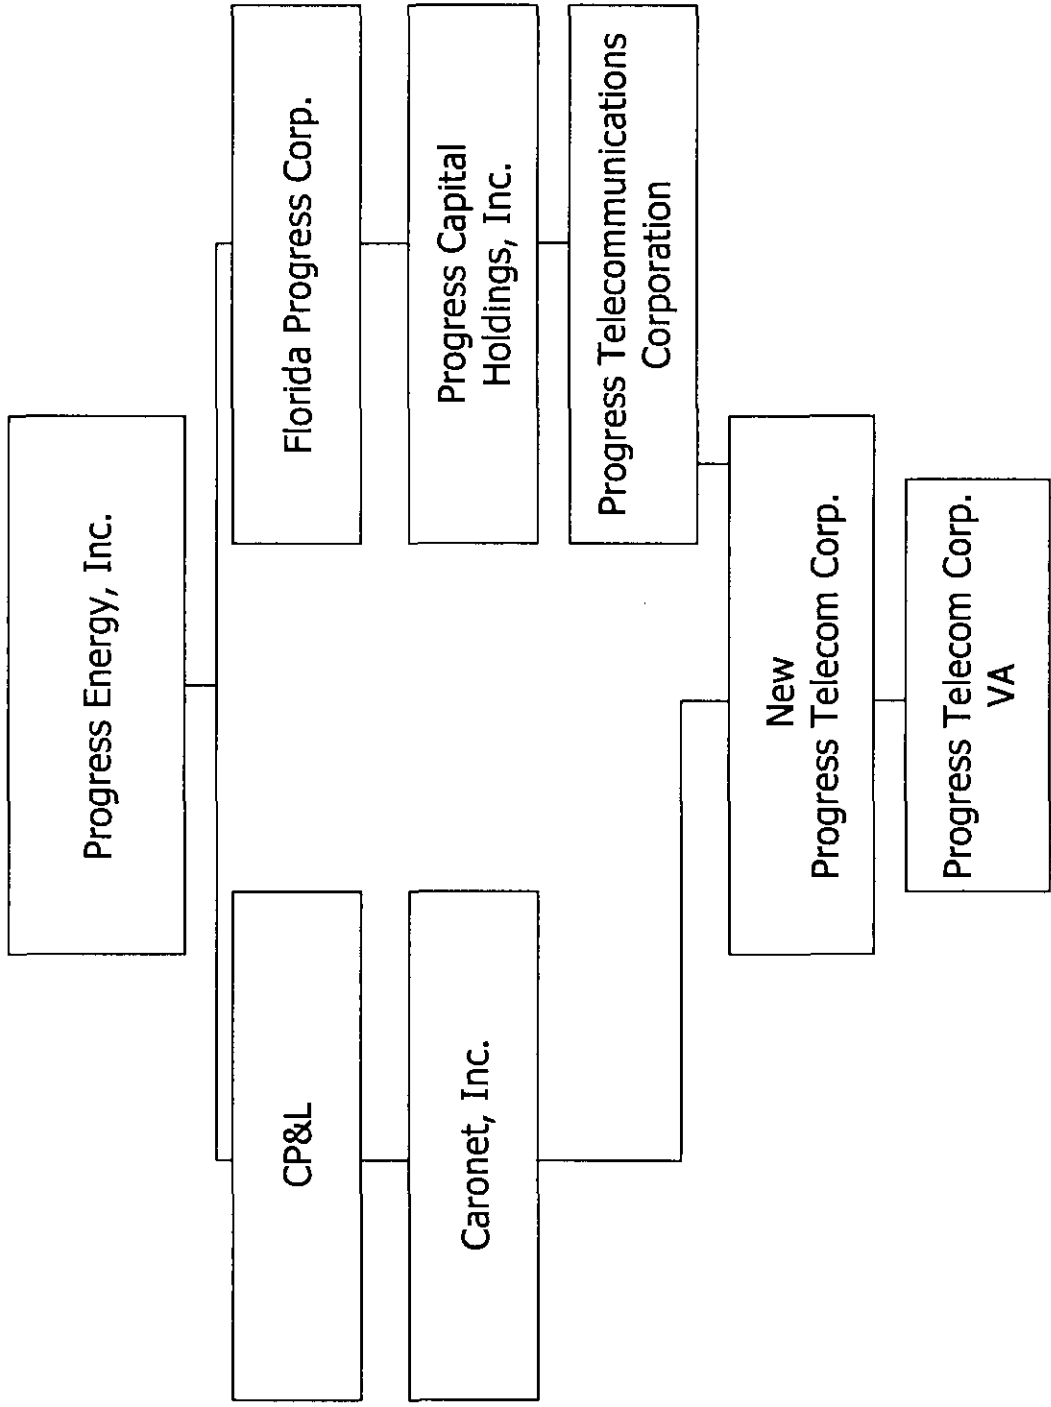 Progress Energy, Inc.
CP&L
Florida Progress Corp.
Caronet, Inc.
Progress Capital
Holdings, Inc.
Progress Telecommunications
Corporation
New
Progress Telecom Corp.
Progress Telecom Corp.
VA